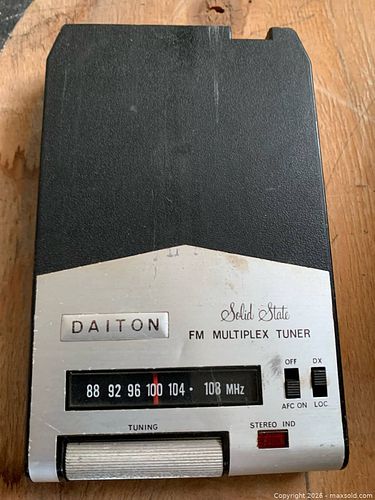 Solid State
DAITON
FM MULTIPLEX TUNER
OFF DX
88 92 96 100 104 • 108 MHz
AFC ON LOC.
TUNING
STEREO IND
Copyright 2026 - maxsold.com